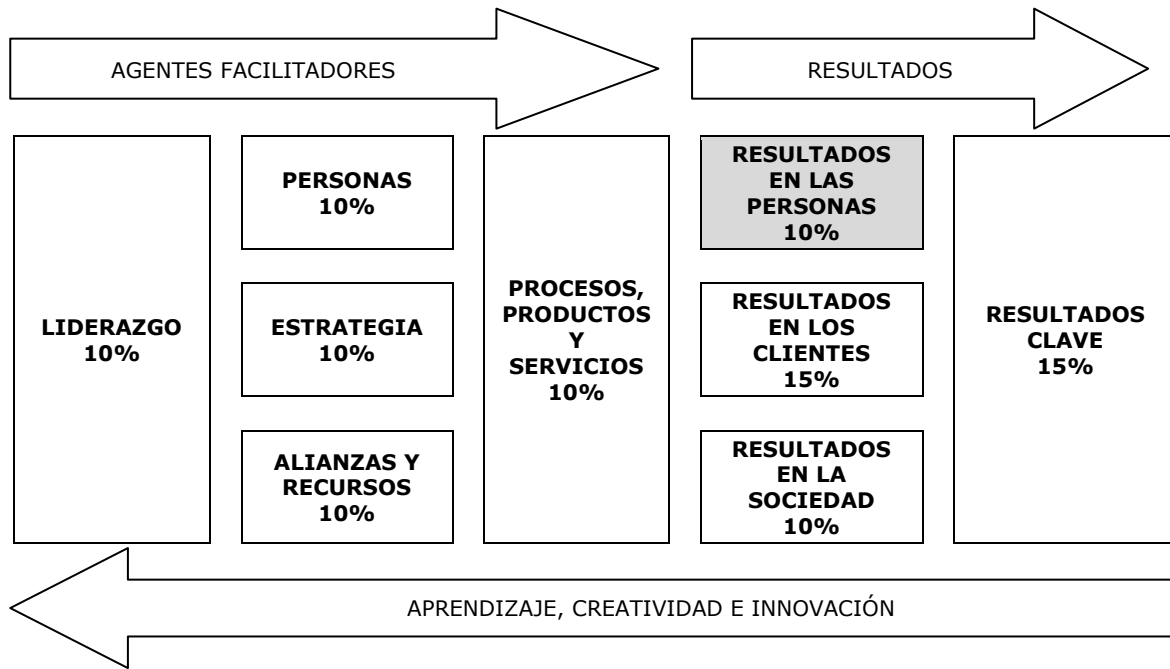 AGENTES FACILITADORES
RESULTADOS
LIDERAZGO
10%
PERSONAS
10%
ESTRATEGIA
10%
ALIANZAS Y
RECURSOS
10%
PROCESOS,
PRODUCTOS
Y
SERVICIOS
10%
RESULTADOS
EN LAS
PERSONAS
10%
RESULTADOS
EN LOS
CLIENTES
15%
RESULTADOS
EN LA
SOCIEDAD
10%
RESULTADOS
CLAVE
15%
APRENDIZAJE, CREATIVIDAD E INNOVACIÓN